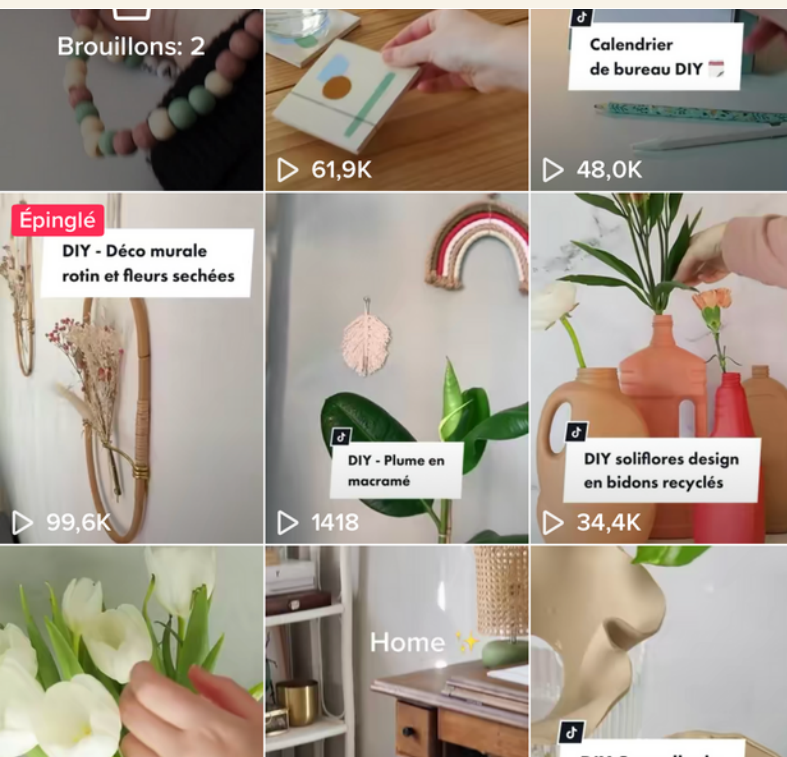 Brouillons: 2
61,9K
Calendrier
de bureau DIY
48,0K
Épinglé
DIY - Déco murale
rotin et fleurs sechées
99,6K
DIY - Plume en
macramé
1418
DIY soliflores design
en bidons recyclés
34,4K
Home ✨